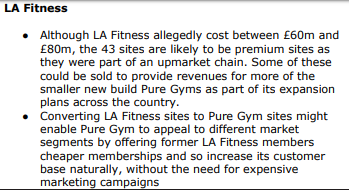 LA Fitness
• Although LA Fitness allegedly cost between £60m and
£80m, the 43 sites are likely to be premium sites as
they were part of an upmarket chain. Some of these
could be sold to provide revenues for more of the
smaller new build Pure Gyms as part of its expansion
plans across the country.
• Converting LA Fitness sites to Pure Gym sites might
enable Pure Gym to appeal to different market
segments by offering former LA Fitness members
cheaper memberships and so increase its customer
base naturally, without the need for expensive
marketing campaigns